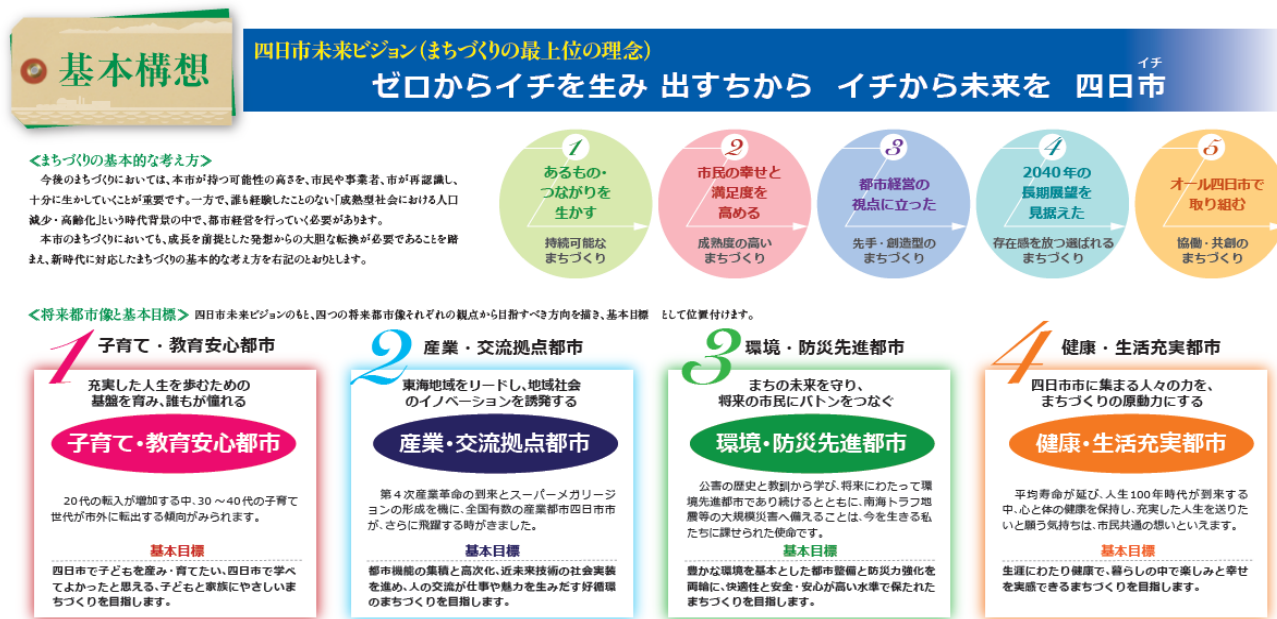 基本構想
四日市未来ビジョン(まちづくりの最上位の理念)
イチ
ゼロからイチを生み 出すちから イチから未来を 四日市
≪まちづくりの基本的な考え方≫
今後のまちづくりにおいては、本市が持つ可能性の高さを、市民や事業者、市が再認識し、
十分に生かしていくことが重要です。一方で、誰も経験したことのない「成熟型社会における人口
減少・高齢化」という時代背景の中で、都市経営を行っていく必要があります。
本市のまちづくりにおいても、成長を前提とした発想からの大胆な転換が必要であることを踏
まえ、新時代に対応したまちづくりの基本的な考え方を右記のとおりとします。
1
あるもの・
つながりを
生かす
持続可能な
まちづくり
2
市民の幸せと
満足度を
高める
成熟度の高い
まちづくり
3
都市経営の
視点に立った
先手・創造型の
まちづくり
4
2040年の
長期展望を
見据えた
存在感を放つ選ばれる
まちづくり
5
オール四日市で
取り組む
協働・共創の
まちづくり
≪将来都市像と基本目標≫ 四日市未来ビジョンのもと、四つの将来都市像それぞれの観点から目指すべき方向を描き、基本目標 として位置付けます。
1 子育て・教育安心都市
充実した人生を歩むための
基盤を育み、誰もが憧れる
子育て・教育安心都市
20代の転入が増加する中、30～40代の子育て
世代が市外に転出する傾向がみられます。
基本目標
四日市で子どもを産み・育てたい、四日市で学べ
てよかったと思える、子どもと家族にやさしいま
ちづくりを目指します。
2 産業・交流拠点都市
東海地域をリードし、地域社会
のイノベーションを誘発する
産業・交流拠点都市
第4次産業革命の到来とスーパーメガリージ
ョンの形成を機に、全国有数の産業都市四日市市
が、さらに飛躍する時がきました。
基本目標
都市機能の集積と高次化、近未来技術の社会実装
を進め、人の交流が仕事や魅力を生みだす好循環
のまちづくりを目指します。
3 環境・防災先進都市
まちの未来を守り、
将来の市民にバトンをつなぐ
環境・防災先進都市
公害の歴史と教訓から学び、将来にわたって環
境先進都市であり続けるとともに、南海トラフ地
震等の大規模災害へ備えることは、今を生きる私
たちに課せられた使命です。
基本目標
豊かな環境を基本とした都市整備と防災力強化を
両輪に、快適性と安全・安心が高い水準で保たれた
まちづくりを目指します。
4 健康・生活充実都市
四日市市に集まる人々の力を、
まちづくりの原動力にする
健康・生活充実都市
平均寿命が延び、人生100年時代が到来する
中、心と体の健康を保持し、充実した人生を送りた
いと願う気持ちは、市民共通の想いといえます。
基本目標
生涯にわたり健康で、暮らしの中で楽しみと幸せ
を実感できるまちづくりを目指します。